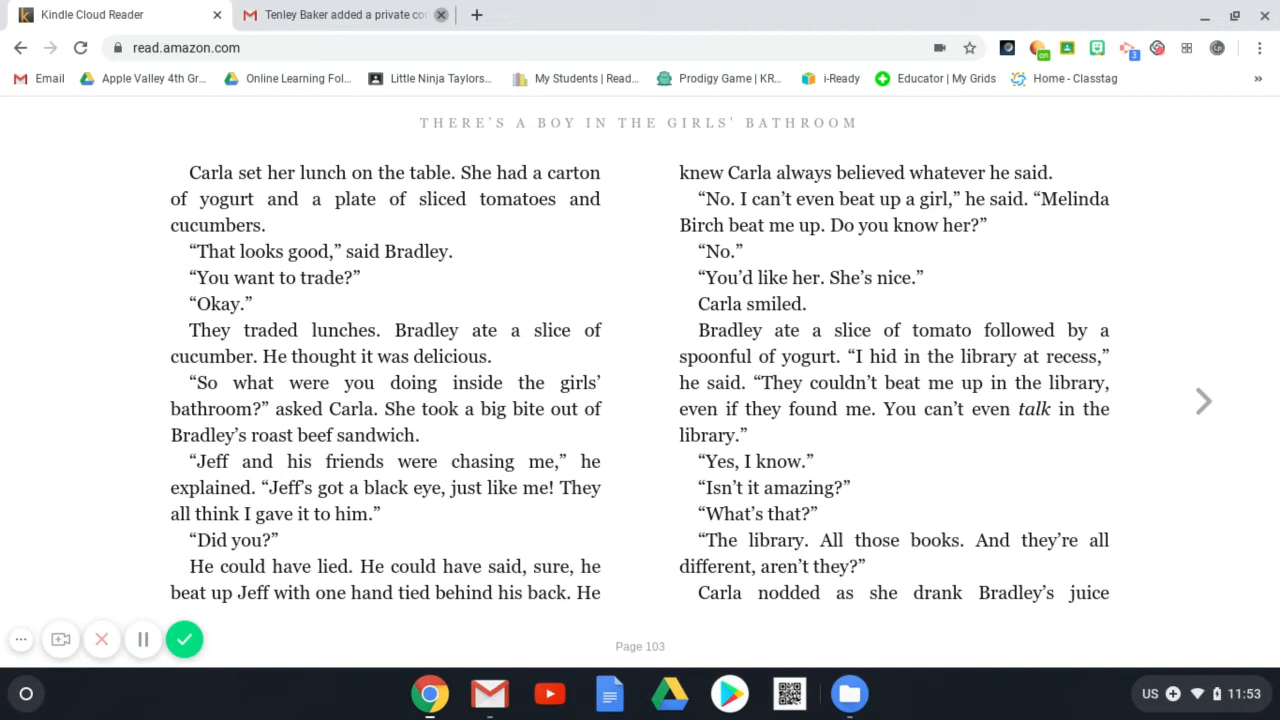 Kindle Cloud Reader
Tenley Baker added a private cor
read.amazon.com
on
3
LP
Email
Apple Valley 4th Gr...
Online Learning Fol...
Little Ninja Taylors...
My Students | Read...
Prodigy Game | KR...
i-Ready
Educator | My Grids
Home - Classtag
»
THERE'S A BOY IN THE GIRLS' BATHROOM
Carla set her lunch on the table. She had a carton
of yogurt and a plate of sliced tomatoes and
cucumbers.
“That looks good,” said Bradley.
“You want to trade?”
“Okay.”
They traded lunches. Bradley ate a slice of
cucumber. He thought it was delicious.
“So what were you doing inside the girls’
bathroom?” asked Carla. She took a big bite out of
Bradley’s roast beef sandwich.
“Jeff and his friends were chasing me,” he
explained. “Jeff’s got a black eye, just like me! They
all think I gave it to him.”
“Did you?”
He could have lied. He could have said, sure, he
beat up Jeff with one hand tied behind his back. He
knew Carla always believed whatever he said.
“No. I can’t even beat up a girl,” he said. “Melinda
Birch beat me up. Do you know her?”
“No.”
“You’d like her. She’s nice.”
Carla smiled.
Bradley ate a slice of tomato followed by a
spoonful of yogurt. “I hid in the library at recess,”
he said. “They couldn’t beat me up in the library,
even if they found me. You can’t even talk in the
library.”
“Yes, I know.”
“Isn’t it amazing?”
“What’s that?”
“The library. All those books. And they’re all
different, aren’t they?”
Carla nodded as she drank Bradley’s juice
Page 103
US
11:53